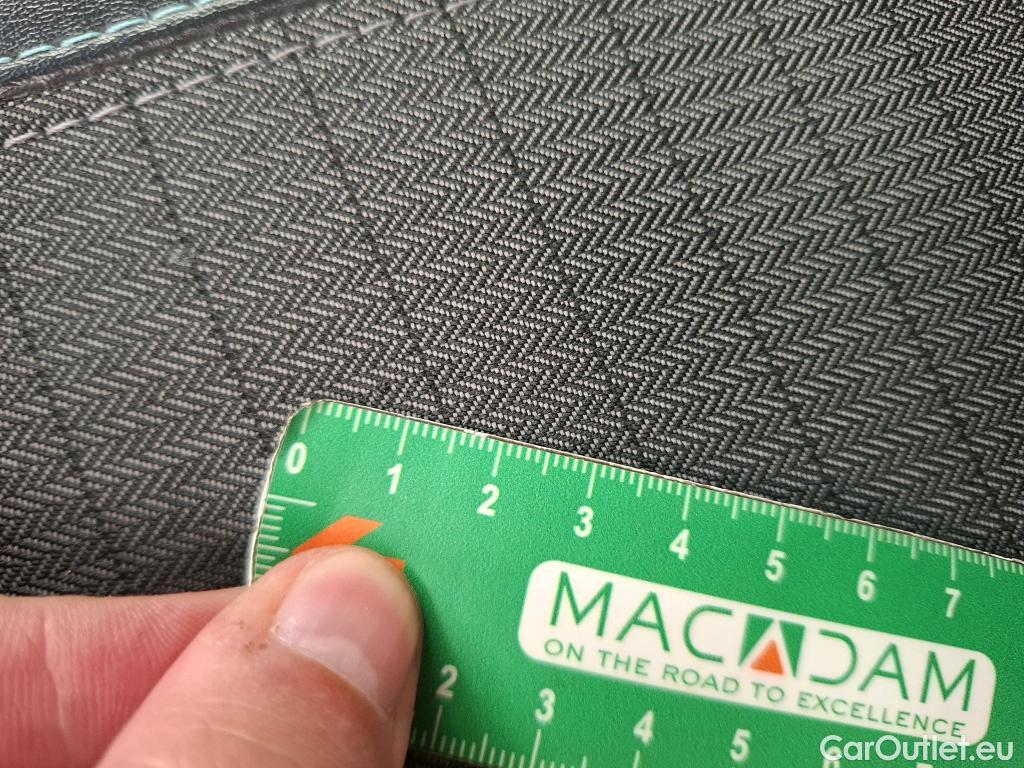 0 1 2 3 4 5 6 7
MACADAM
ON THE ROAD TO EXCELLENCE
2 3 4 5
CarOutlet.eu